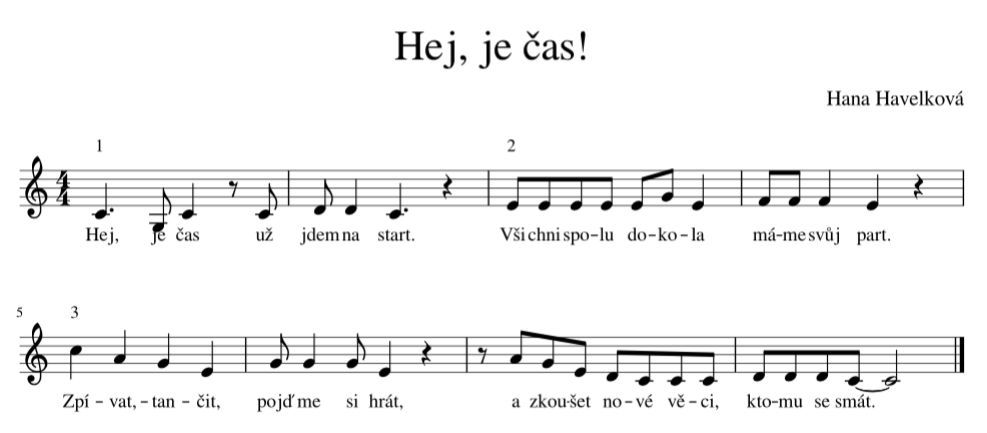 Hej, je čas!
Hana Havelková
1 2
4
4
Hej, je čas už jdem na start. Všichni spo-lu do-ko-la má-me svůj part.
5 3
Zpí-vat,-tan-čit, pojď me si hrát, a zkou-šet no-vé vě-ci, kto-mu se smát.